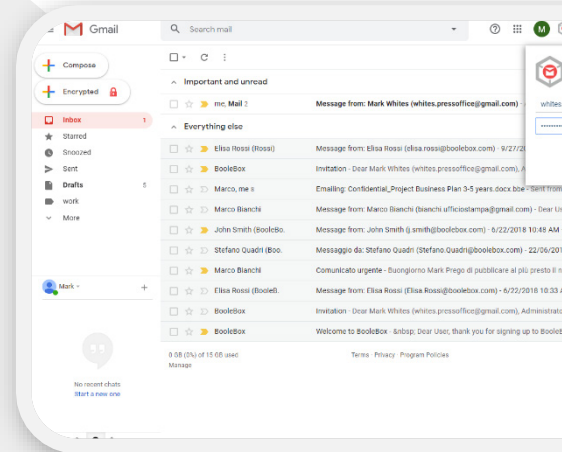 Gmail
Search mail
M
Compose
Encrypted
Inbox 1
Starred
Snoozed
Sent
Drafts
work
More
Important and unread
me, Mail 2 Message from: Mark Whites (whites.pressoffice@gmail.com) -
whites
Everything else
Elisa Rossi (Rossi) Message from: Elisa Rossi (elisa.rossi@boolebox.com) - 9/27/20
BooleBox Invitation - Dear Mark Whites (whites.pressoffice@gmail.com), A
Marco, me Emailing: Confidential_Project Business Plan 3-5 years.docx.bbe - Sent from
Marco Bianchi Message from: Marco Bianchi (bianchi.ufficiostampa@gmail.com) - Dear Us
John Smith (BooleBo. Message from: John Smith (j.smith@boolebox.com) - 6/22/2018 10:48 AM
Stefano Quadri (Boo. Messaggio da: Stefano Quadri (Stefano.Quadri@boolebox.com) - 22/06/201
Marco Bianchi Comunicato urgente - Buongiorno Mark Prego di pubblicare al più presto il
Elisa Rossi (BooleB. Message from: Elisa Rossi (Elisa.Rossi@boolebox.com) - 6/22/2018 10:33 A
BooleBox Invitation - Dear Mark Whites (whites.pressoffice@gmail.com), Administrato
BooleBox Welcome to BooleBox - &nbsp; Dear User, thank you for signing up to BooleB
Mark
0 GB (0%) of 15 GB used
Manage
Terms · Privacy · Program Policies
No recent chats
Start a new one